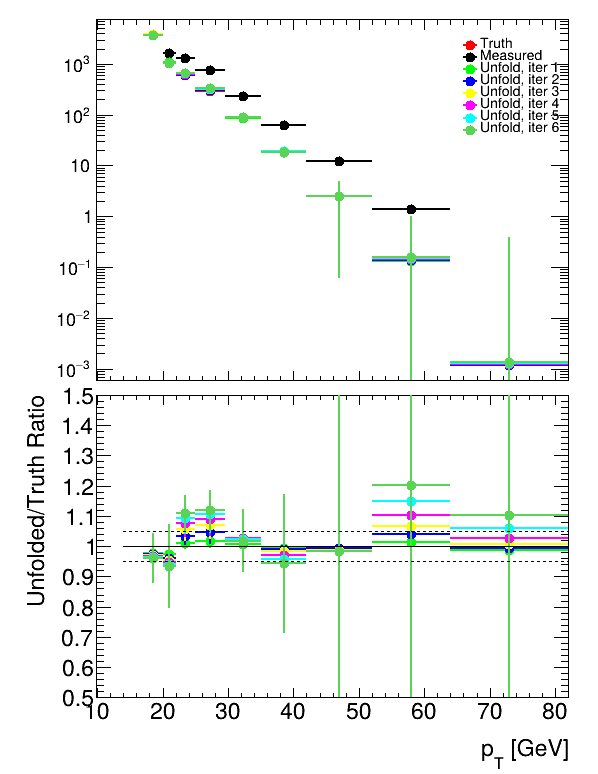 Truth
Measured
Unfold, iter 1
Unfold, iter 2
Unfold, iter 3
Unfold, iter 4
Unfold, iter 5
Unfold, iter 6
10³
10²
10
1
10⁻¹
10⁻²
10⁻³
Unfolded/Truth Ratio
1.5
1.4
1.3
1.2
1.1
1
0.9
0.8
0.7
0.6
0.5
10 20 30 40 50 60 70 80
p_T [GeV]